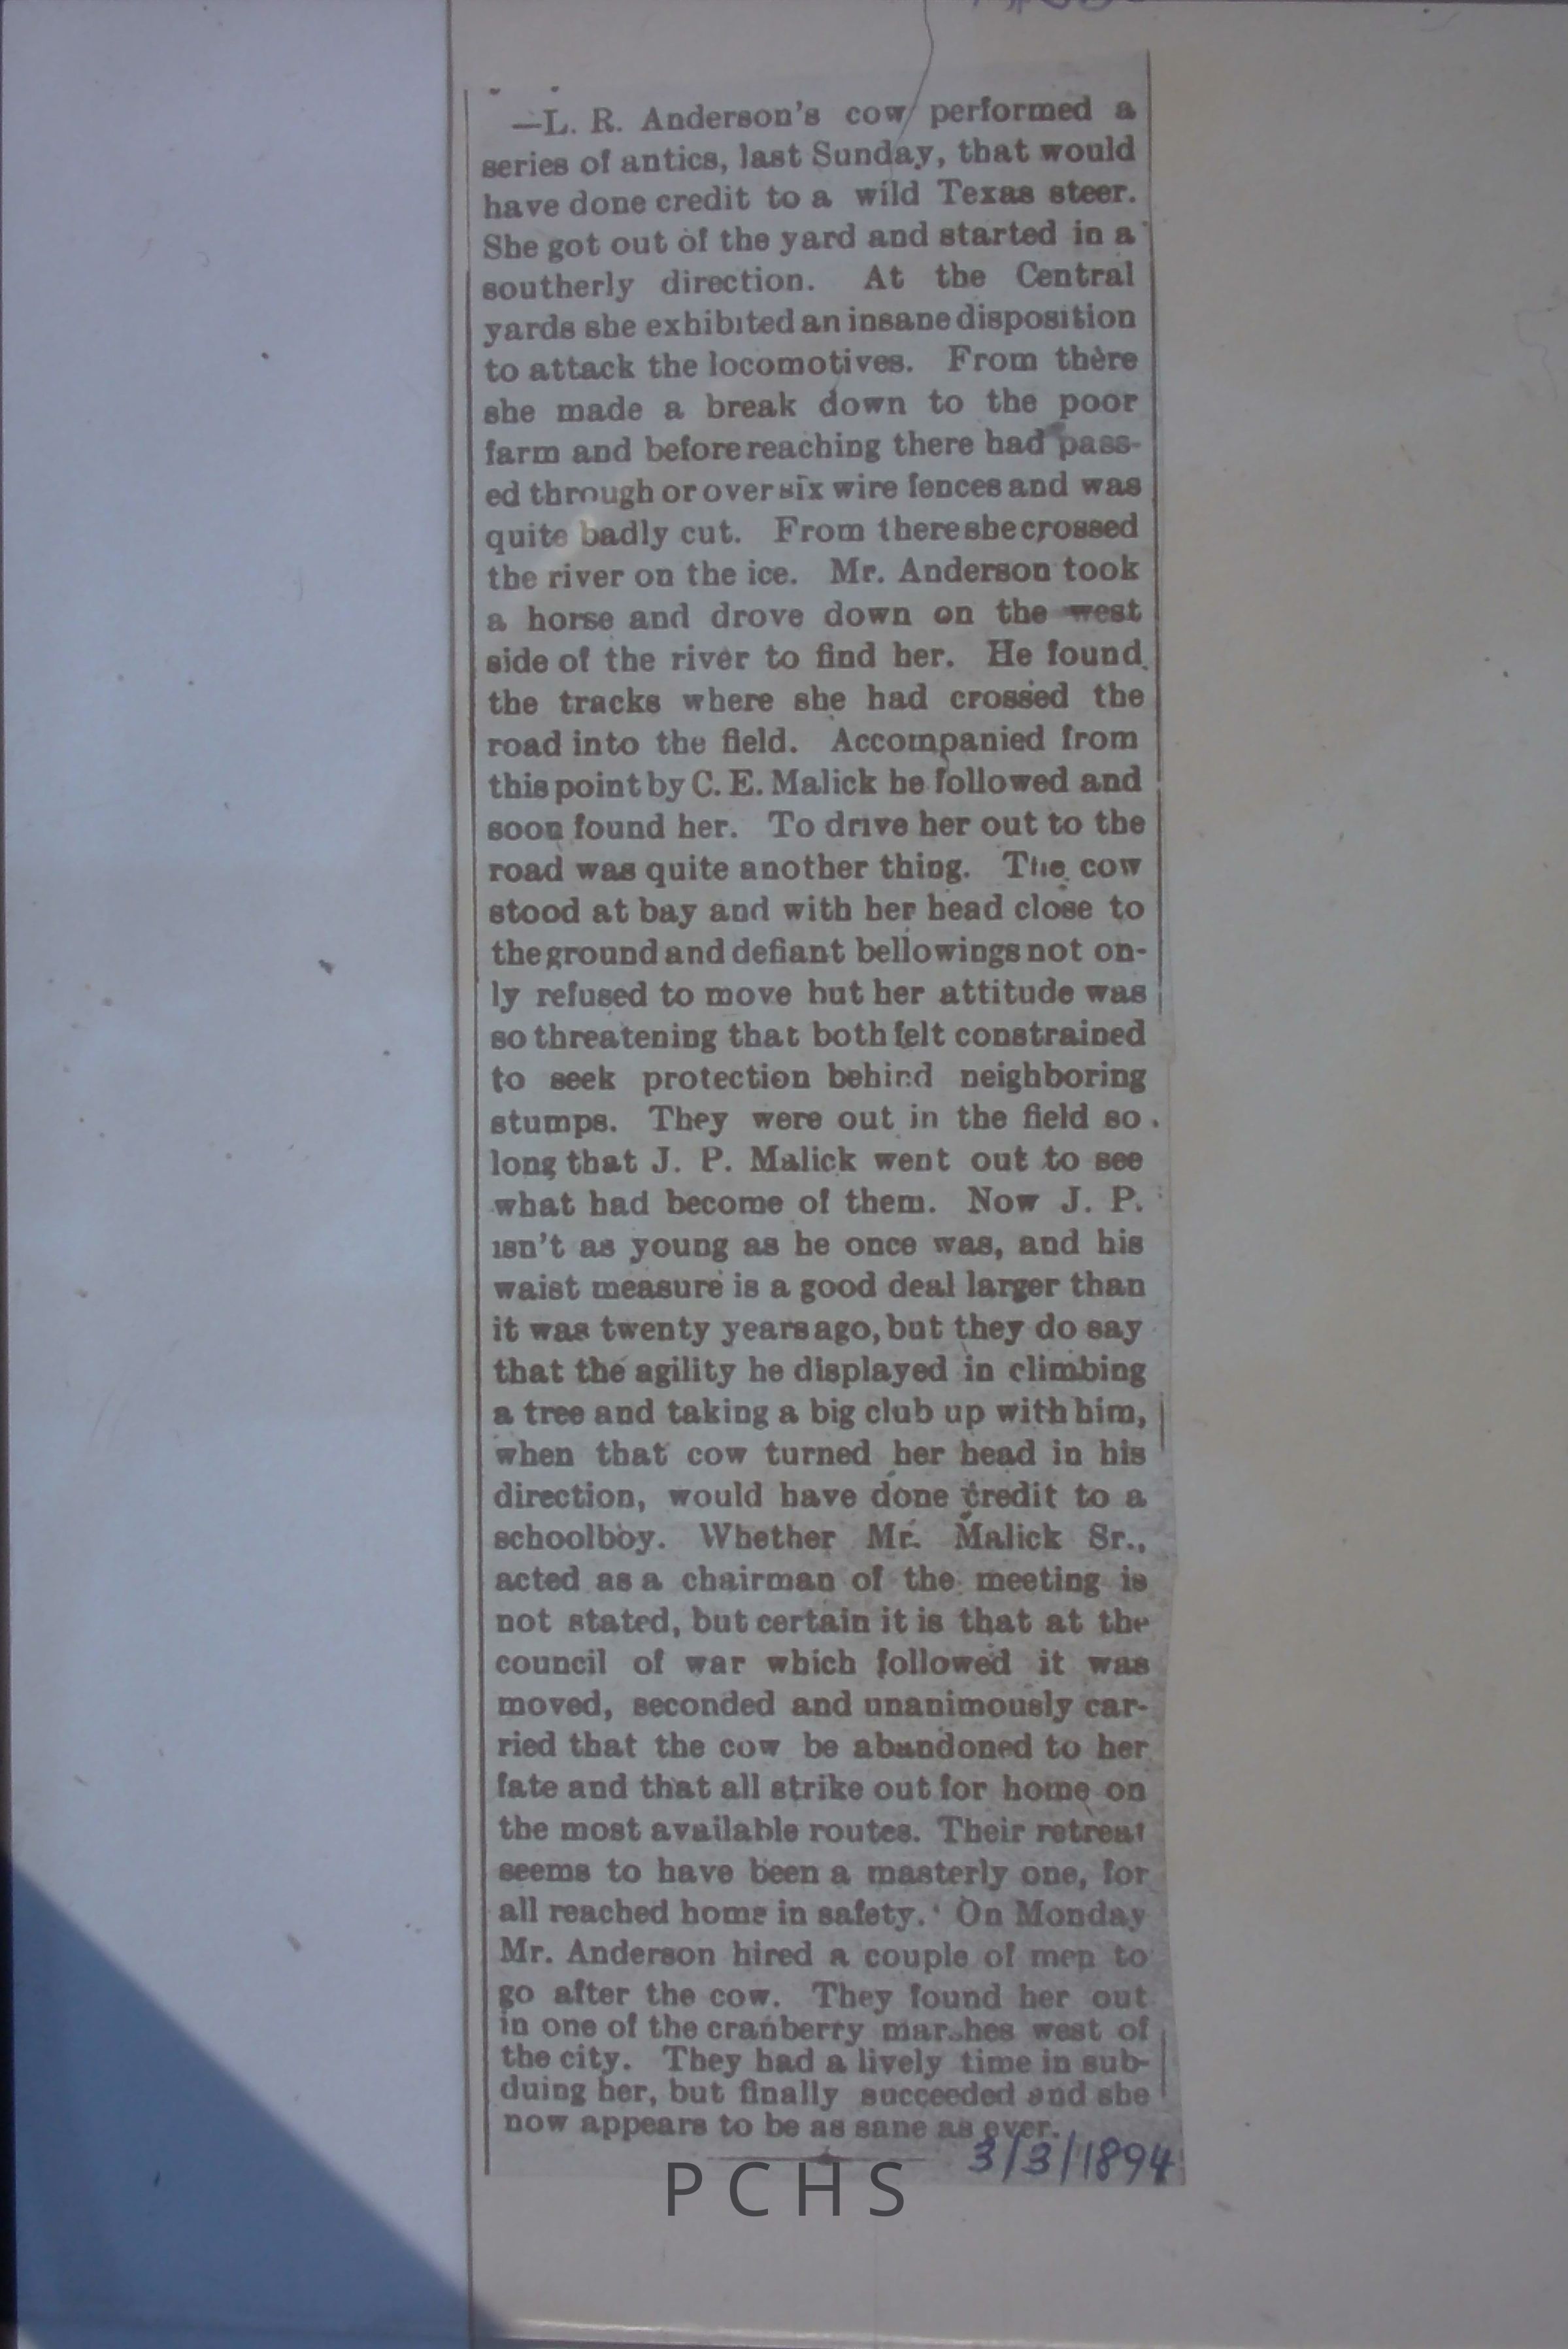 —L. R. Anderson's cow performed a
series of antics, last Sunday, that would
have done credit to a wild Texas steer.
She got out of the yard and started in a
southerly direction. At the Central
yards she exhibited an insane disposition
to attack the locomotives. From there
she made a break down to the poor
farm and before reaching there had pass-
ed through or over six wire fences and was
quite badly cut. From there she crossed
the river on the ice. Mr. Anderson took
a horse and drove down on the west
side of the river to find her. He found
the tracks where she had crossed the
road into the field. Accompanied from
this point by C. E. Malick he followed and
soon found her. To drive her out to the
road was quite another thing. The cow
stood at bay and with her head close to
the ground and defiant bellowings not on-
ly refused to move but her attitude was
so threatening that both felt constrained
to seek protection behind neighboring
stumps. They were out in the field so
long that J. P. Malick went out to see
what had become of them. Now J. P.
isn't as young as he once was, and his
waist measure is a good deal larger than
it was twenty years ago, but they do say
that the agility he displayed in climbing
a tree and taking a big club up with him,
when that cow turned her head in his
direction, would have done credit to a
schoolboy. Whether Mr. Malick Sr.,
acted as a chairman of the meeting is
not stated, but certain it is that at the
council of war which followed it was
moved, seconded and unanimously car-
ried that the cow be abandoned to her
fate and that all strike out for home on
the most available routes. Their retreat
seems to have been a masterly one, for
all reached home in safety. On Monday
Mr. Anderson hired a couple of men to
go after the cow. They found her out
in one of the cranberry marshes west of
the city. They had a lively time in sub-
duing her, but finally succeeded and she
now appears to be as sane as ever.
3/3/1894
PCHS